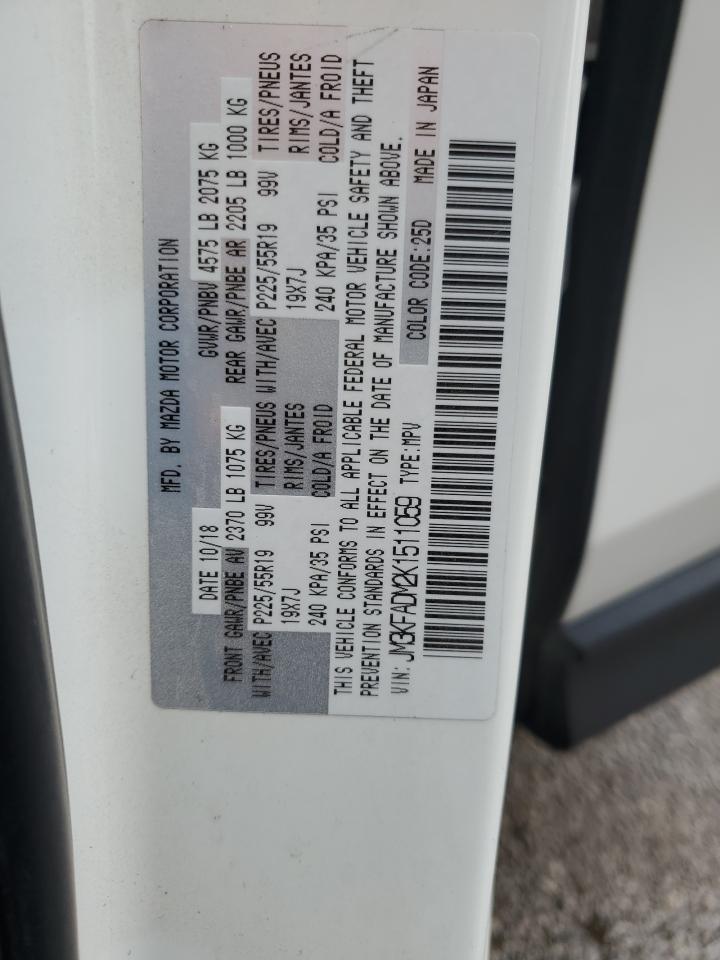 MFD. BY MAZDA MOTOR CORPORATION
DATE 10/18 GVWR/PNBV 4575 LB 2075 KG
FRONT GAWR/PNBE AV 2370 LB 1075 KG REAR GAWR/PNBE AR 2205 LB 1000 KG
WITH/AVEC P225/55R19 99V TIRES/PNEUS WITH/AVEC P225/55R19 99V TIRES/PNEUS
19X7J RIMS/JANTES 19X7J RIMS/JANTES
240 KPA/35 PSI COLD/A FROID 240 KPA/35 PSI COLD/A FROID
THIS VEHICLE CONFORMS TO ALL APPLICABLE FEDERAL MOTOR VEHICLE SAFETY AND THEFT
PREVENTION STANDARDS IN EFFECT ON THE DATE OF MANUFACTURE SHOWN ABOVE.
VIN: JM3KFADM2K1511059 TYPE:MPV COLOR CODE:25D MADE IN JAPAN